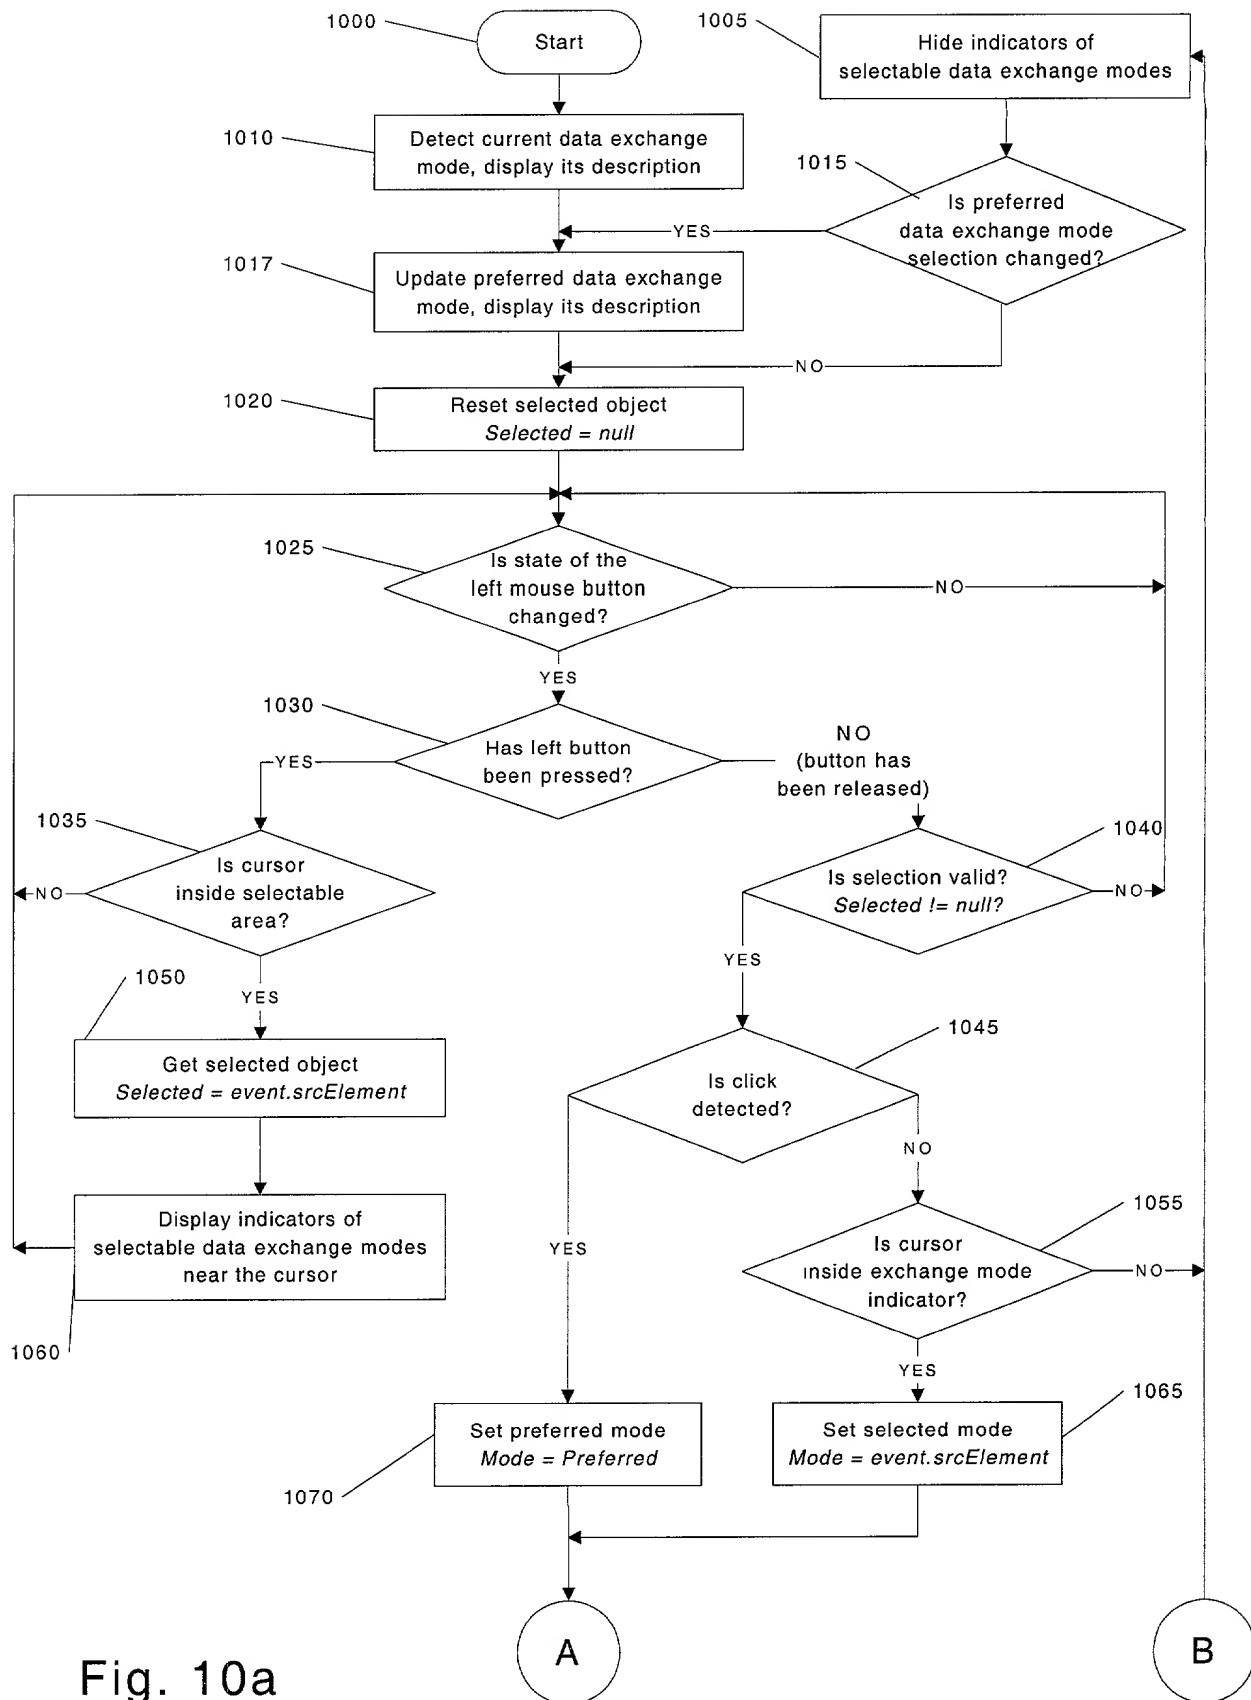 1000
Start
1005
Hide indicators of
selectable data exchange modes
1010
Detect current data exchange
mode, display its description
1015
Is preferred
data exchange mode
selection changed?
YES
1017
Update preferred data exchange
mode, display its description
NO
1020
Reset selected object
Selected = null
1025
Is state of the
left mouse button
changed?
NO
YES
1030
Has left button
been pressed?
YES
NO
(button has
been released)
1035
Is cursor
inside selectable
area?
NO
1040
Is selection valid?
Selected != null?
NO
YES
YES
1050
Get selected object
Selected = event.srcElement
1045
Is click
detected?
NO
YES
1060
Display indicators of
selectable data exchange modes
near the cursor
1055
Is cursor
inside exchange mode
indicator?
NO
YES
1065
Set selected mode
Mode = event.srcElement
1070
Set preferred mode
Mode = Preferred
A
B
Fig. 10a